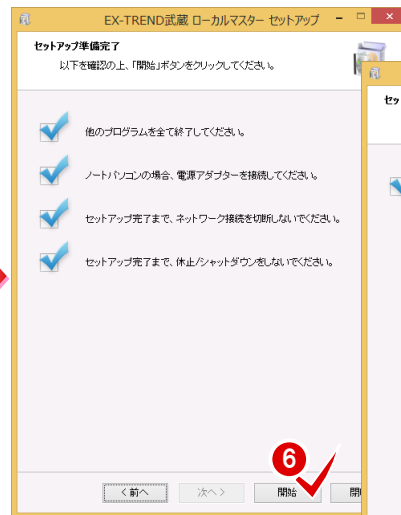 EX-TREND武蔵 ローカルマスター セットアップ
セットアップ準備完了
以下を確認の上、「開始」ボタンをクリックしてください。
セッ
他のプログラムを全て終了してください。
ノートパソコンの場合、電源アダプターを接続してください。
セットアップ完了まで、ネットワーク接続を切断しないでください。
セットアップ完了まで、休止/シャットダウンをしないでください。
6
< 前へ 次へ > 開始 閉